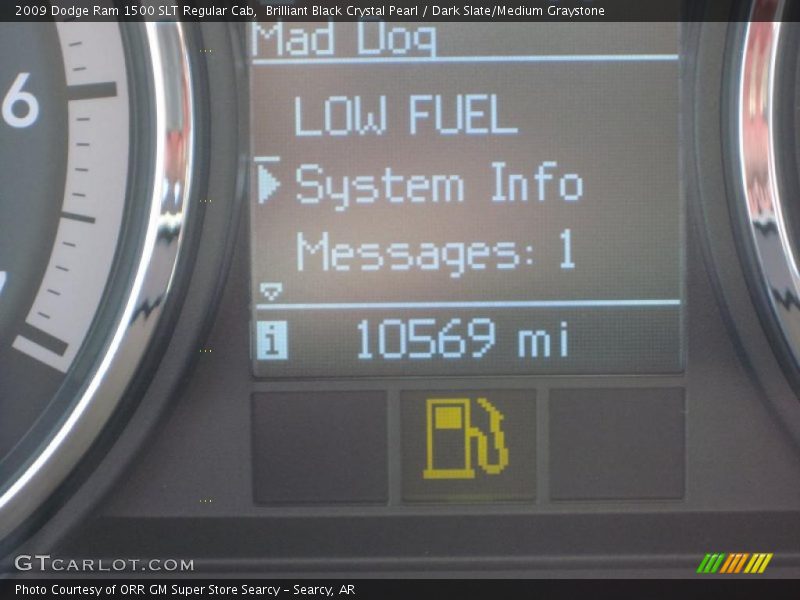 2009 Dodge Ram 1500 SLT Regular Cab,  Brilliant Black Crystal Pearl / Dark Slate/Medium Graystone
Mad Dog
6
LOW FUEL
System Info
Messages: 1
i 10569 mi
GTCARLOT.COM
Photo Courtesy of ORR GM Super Store Searcy – Searcy, AR